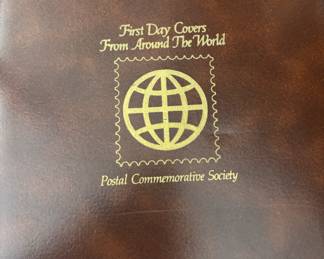 First Day Covers
From Around The World
Postal Commemorative Society